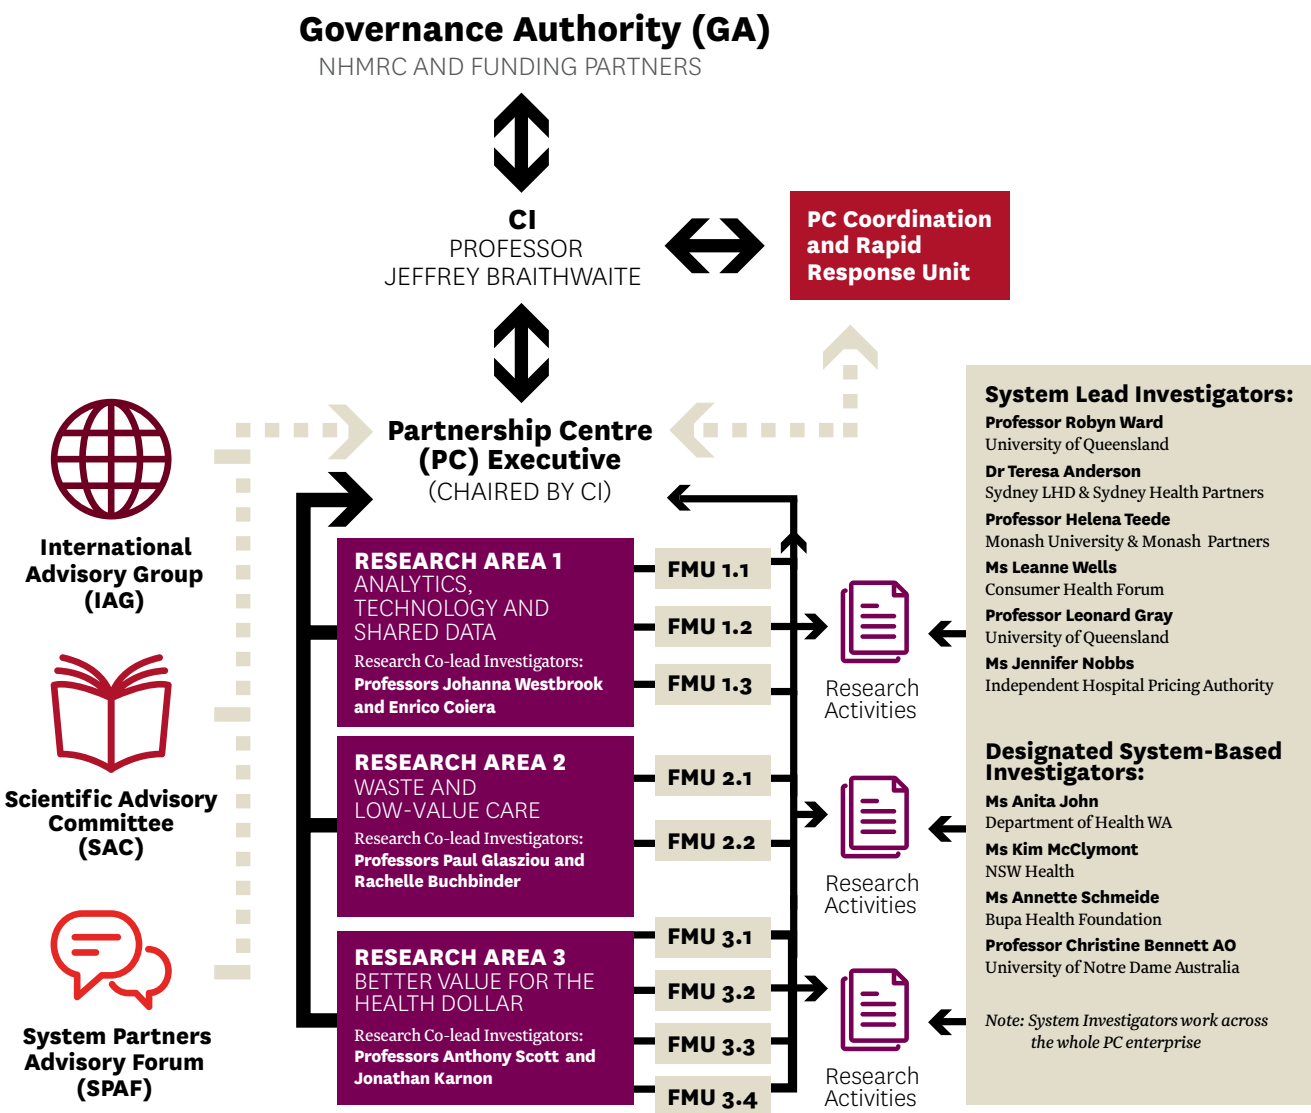 Governance Authority (GA)
NHMRC AND FUNDING PARTNERS
CI
PROFESSOR
JEFFREY BRAITHWAITE
PC Coordination
and Rapid
Response Unit
Partnership Centre
(PC) Executive
(CHAIRED BY CI)
International
Advisory Group
(IAG)
Scientific Advisory
Committee
(SAC)
System Partners
Advisory Forum
(SPAF)
RESEARCH AREA 1
ANALYTICS,
TECHNOLOGY AND
SHARED DATA
Research Co-lead Investigators:
Professors Johanna Westbrook
and Enrico Coiera
FMU 1.1
FMU 1.2
FMU 1.3
Research
Activities
RESEARCH AREA 2
WASTE AND
LOW-VALUE CARE
Research Co-lead Investigators:
Professors Paul Glasziou and
Rachelle Buchbinder
FMU 2.1
FMU 2.2
Research
Activities
RESEARCH AREA 3
BETTER VALUE FOR THE
HEALTH DOLLAR
Research Co-lead Investigators:
Professors Anthony Scott and
Jonathan Karnon
FMU 3.1
FMU 3.2
FMU 3.3
FMU 3.4
Research
Activities
System Lead Investigators:
Professor Robyn Ward
University of Queensland
Dr Teresa Anderson
Sydney LHD & Sydney Health Partners
Professor Helena Teede
Monash University & Monash Partners
Ms Leanne Wells
Consumer Health Forum
Professor Leonard Gray
University of Queensland
Ms Jennifer Nobbs
Independent Hospital Pricing Authority
Designated System-Based
Investigators:
Ms Anita John
Department of Health WA
Ms Kim McClymont
NSW Health
Ms Annette Schmeide
Bupa Health Foundation
Professor Christine Bennett AO
University of Notre Dame Australia
Note: System Investigators work across
the whole PC enterprise